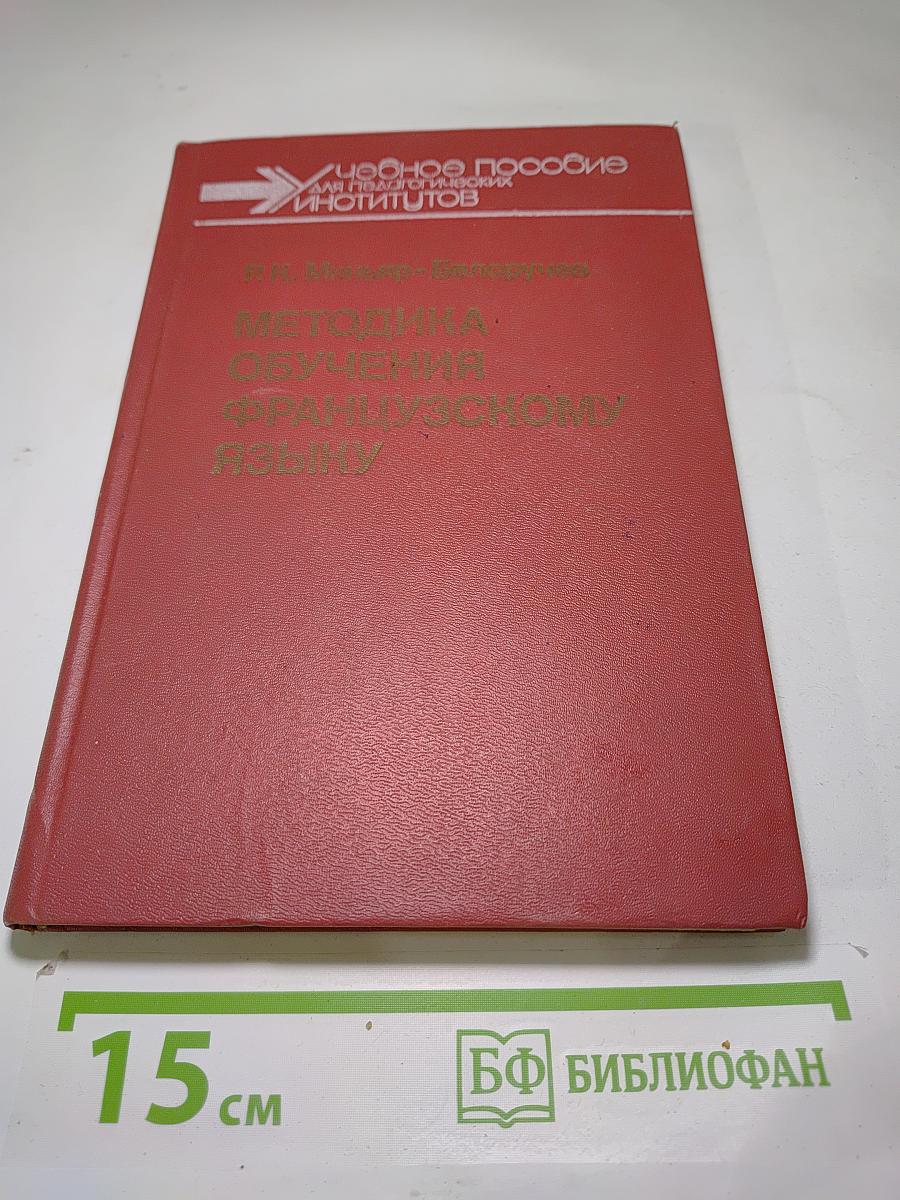 Учебное пособие
для педагогических
институтов
Р.К. Миньяр-Белоручев
МЕТОДИКА
ОБУЧЕНИЯ
ФРАНЦУЗСКОМУ
ЯЗЫКУ
15 см
БФ БИБЛИОФАН